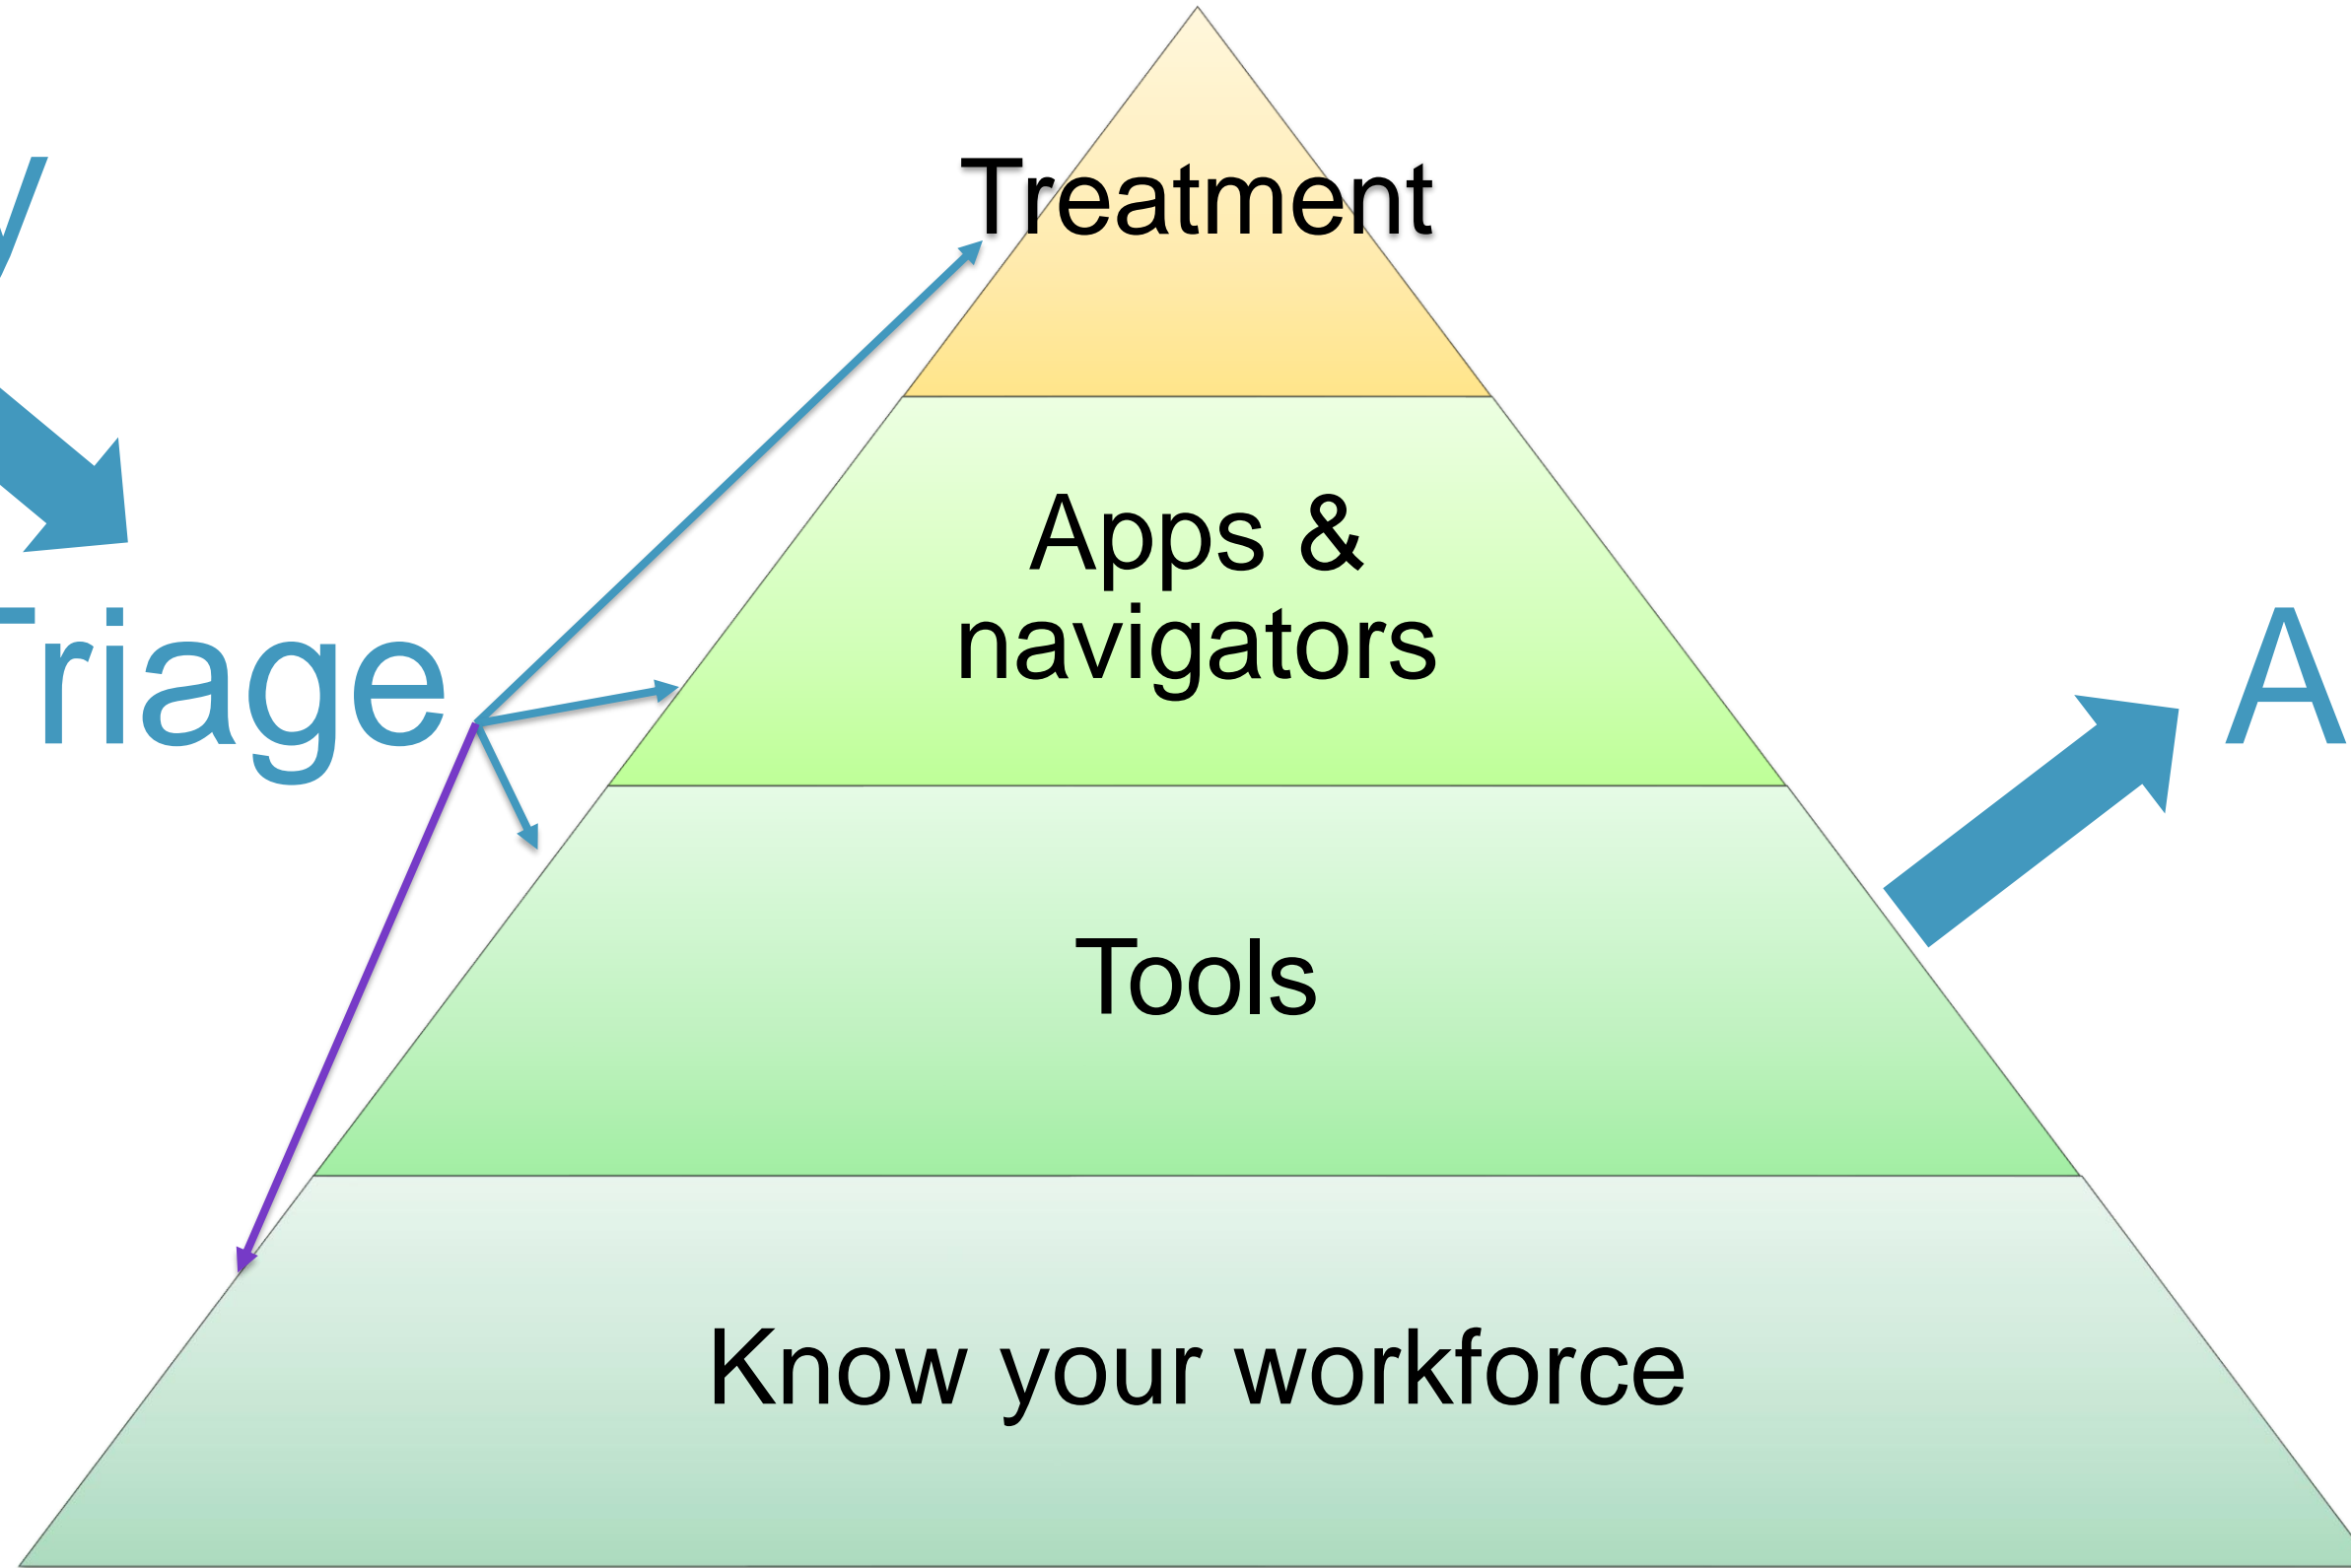 Treatment
Apps &
navigators
Triage
Tools
Know your workforce